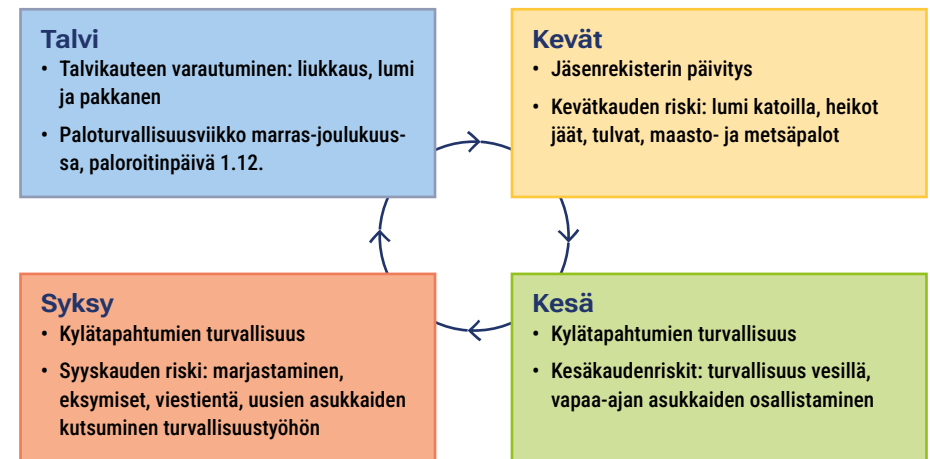 Talvi
• Talvikauteen varautuminen: liukkaus, lumi
ja pakkanen
• Paloturvallisuusviikko marras-joulukuus-
sa, paloroitinpäivä 1.12.
Kevät
• Jäsenrekisterin päivitys
• Kevätkauden riski: lumi katoilla, heikot
jäät, tulvat, maasto- ja metsäpalot
Syksy
• Kylätapahtumien turvallisuus
• Syyskauden riski: marjastaminen,
eksymiset, viestientä, uusien asukkaiden
kutsuminen turvallisuustyöhön
Kesä
• Kylätapahtumien turvallisuus
• Kesäkaudenriskit: turvallisuus vesillä,
vapaa-ajan asukkaiden osallistaminen